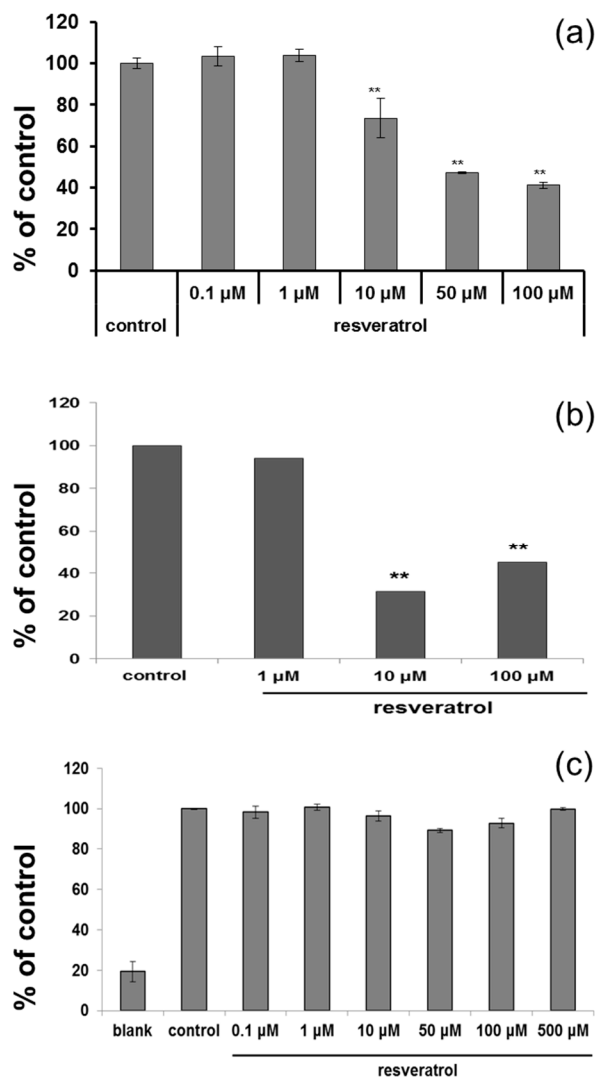 (a)
% of control
120
100
80
60
40
20
0
** ** **
0.1 µM 1 µM 10 µM 50 µM 100 µM
control resveratrol
(b)
% of control
120
100
80
60
40
20
0
** **
control 1 µM 10 µM 100 µM
resveratrol
(c)
% of control
120
100
80
60
40
20
0
blank control 0.1 µM 1 µM 10 µM 50 µM 100 µM 500 µM
resveratrol